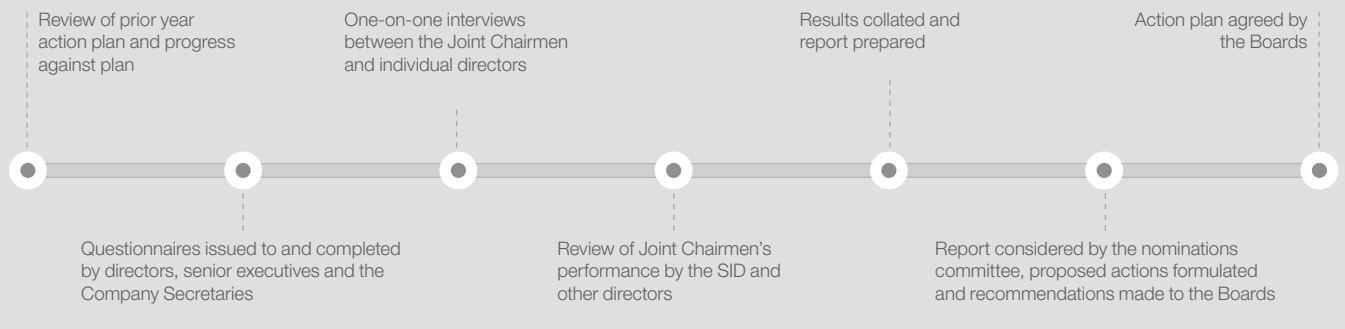 Review of prior year
action plan and progress
against plan
Questionnaires issued to and completed
by directors, senior executives and the
Company Secretaries
One-on-one interviews
between the Joint Chairmen
and individual directors
Review of Joint Chairmen's
performance by the SID and
other directors
Results collated and
report prepared
Report considered by the nominations
committee, proposed actions formulated
and recommendations made to the Boards
Action plan agreed by
the Boards